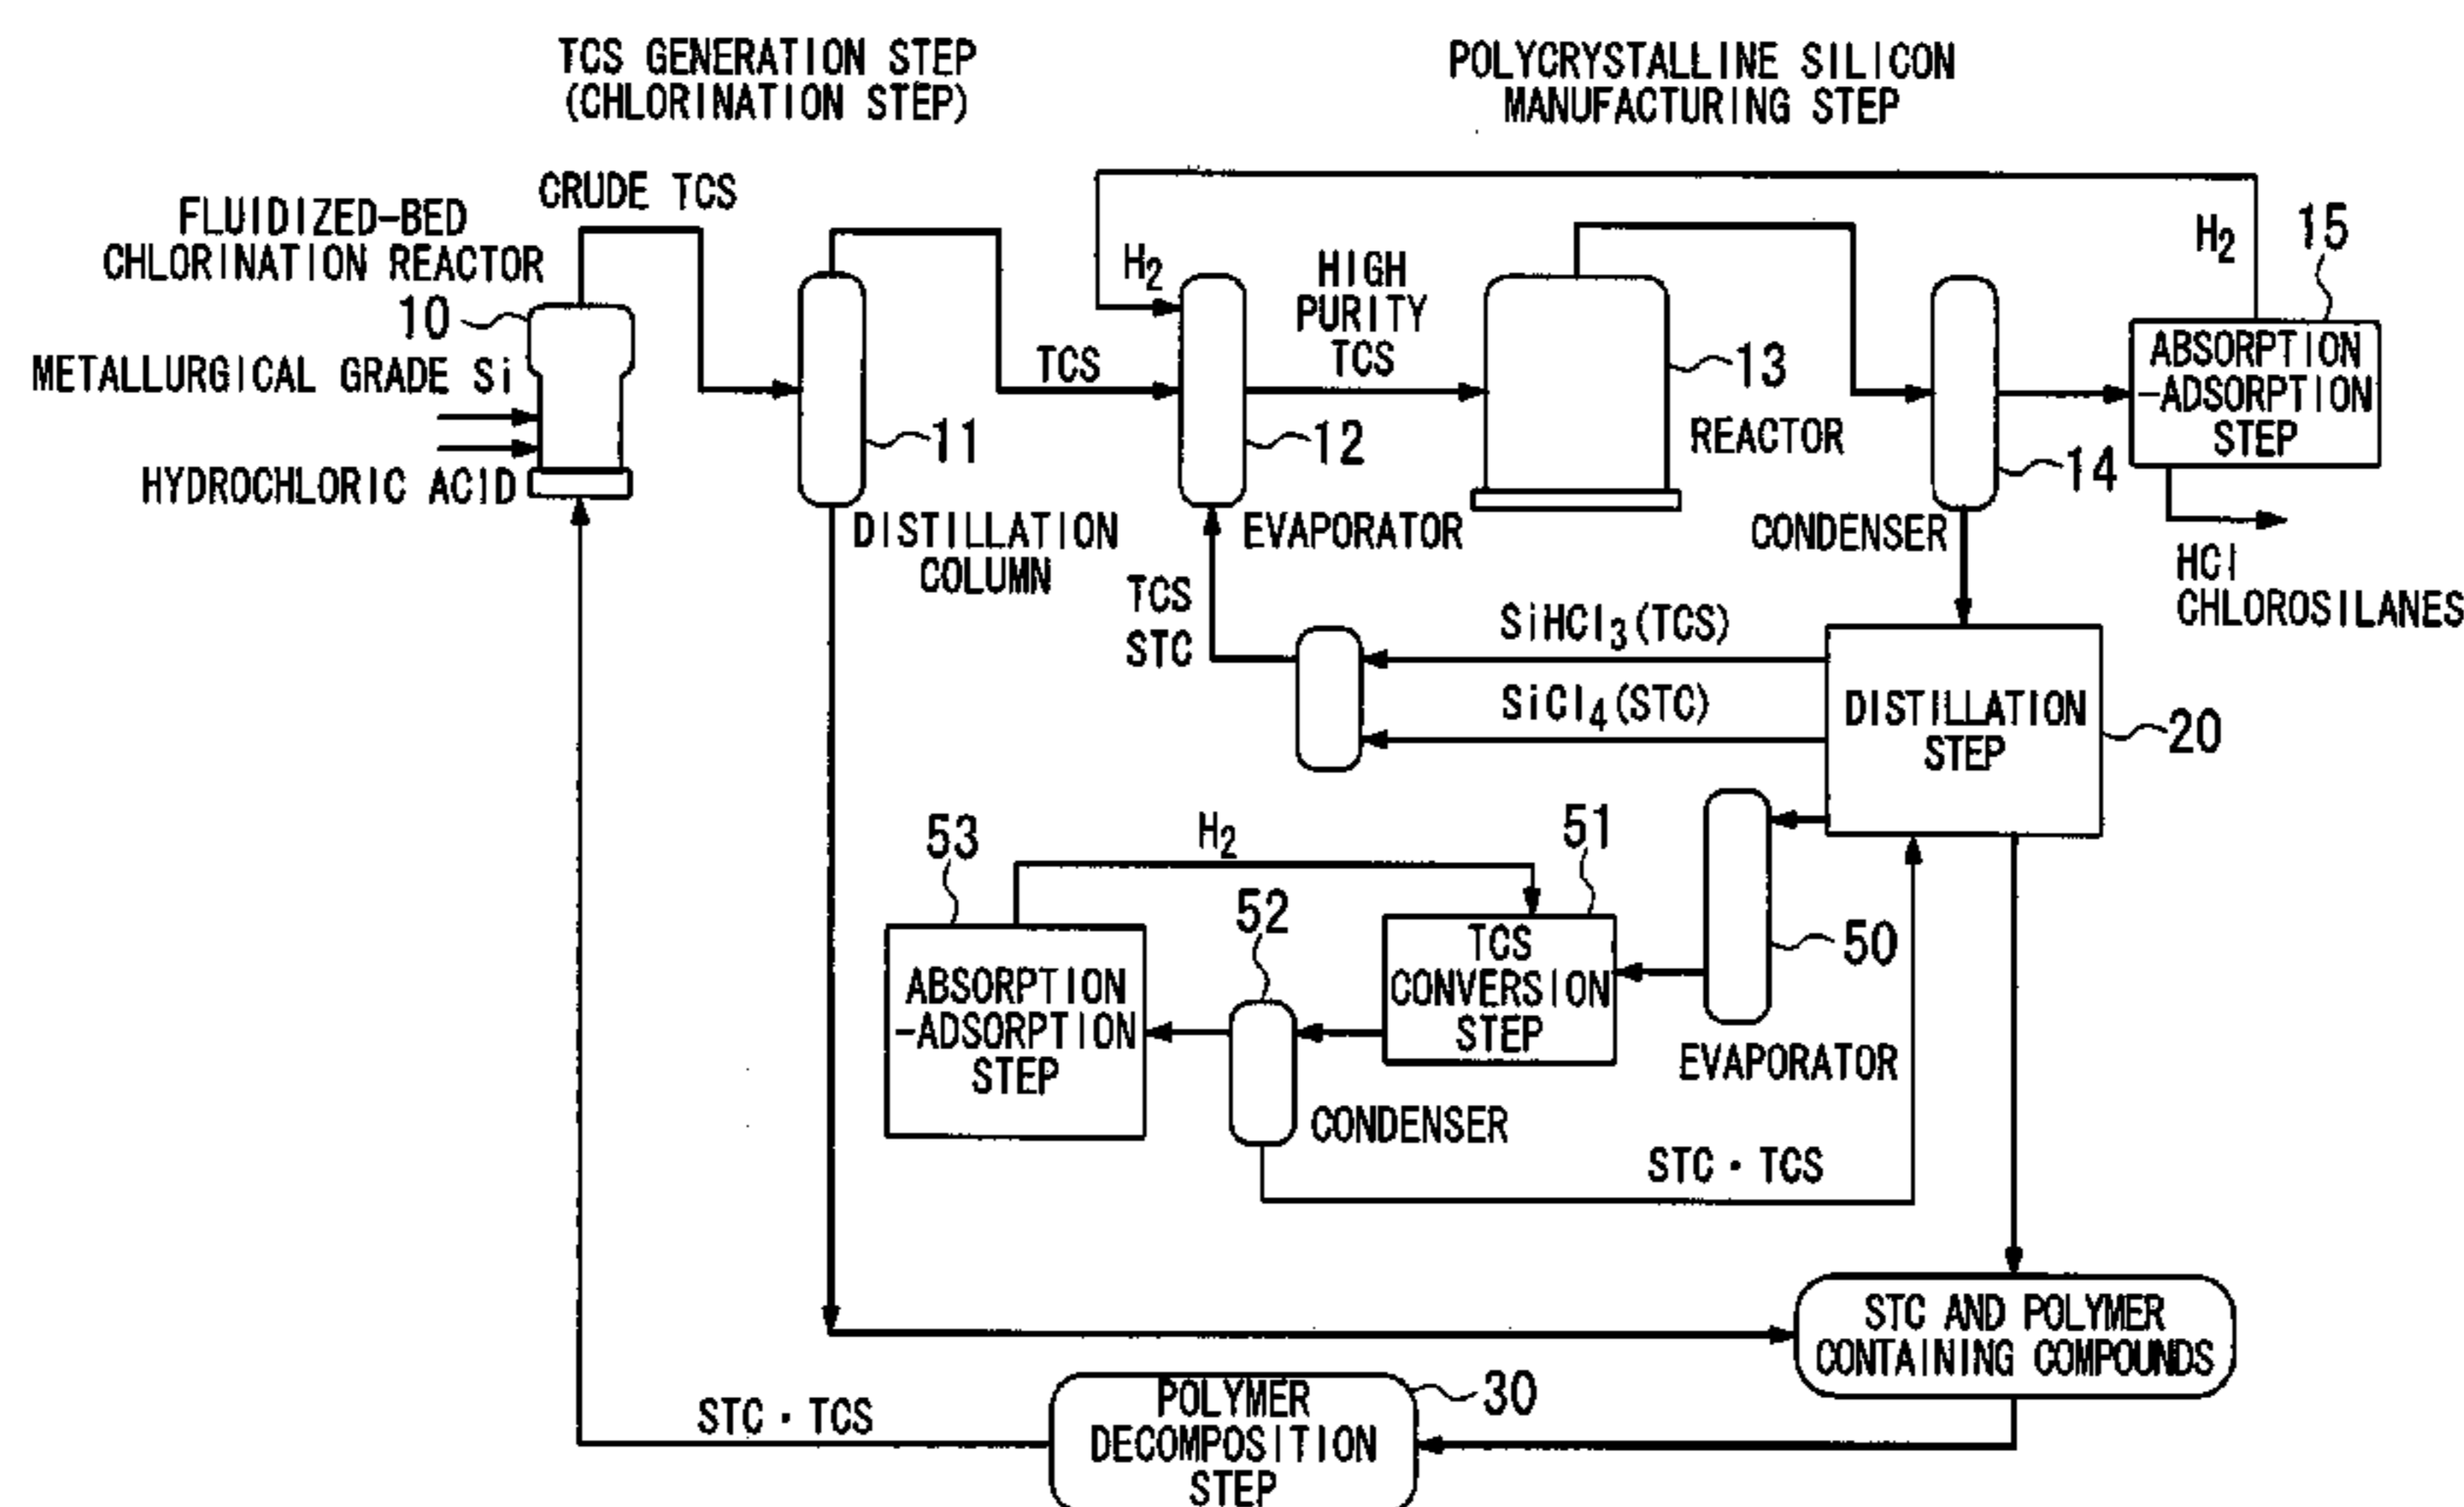 TCS GENERATION STEP
(CHLORINATION STEP)
POLYCRYSTALLINE SILICON
MANUFACTURING STEP
FLUIDIZED-BED
CHLORINATION REACTOR
10
CRUDE TCS
METALLURGICAL GRADE Si
HYDROCHLORIC ACID
11
DISTILLATION
COLUMN
H2
TCS
12
EVAPORATOR
HIGH
PURITY
TCS
13
REACTOR
14
CONDENSER
H2
15
ABSORPTION
-ADSORPTION
STEP
HCl
CHLOROSILANES
TCS
STC
SiHCl3(TCS)
SiCl4(STC)
DISTILLATION
STEP
20
53
H2
51
52
ABSORPTION
-ADSORPTION
STEP
TCS
CONVERSION
STEP
50
EVAPORATOR
CONDENSER
STC・TCS
STC AND POLYMER
CONTAINING COMPOUNDS
STC・TCS
POLYMER
DECOMPOSITION
STEP
30